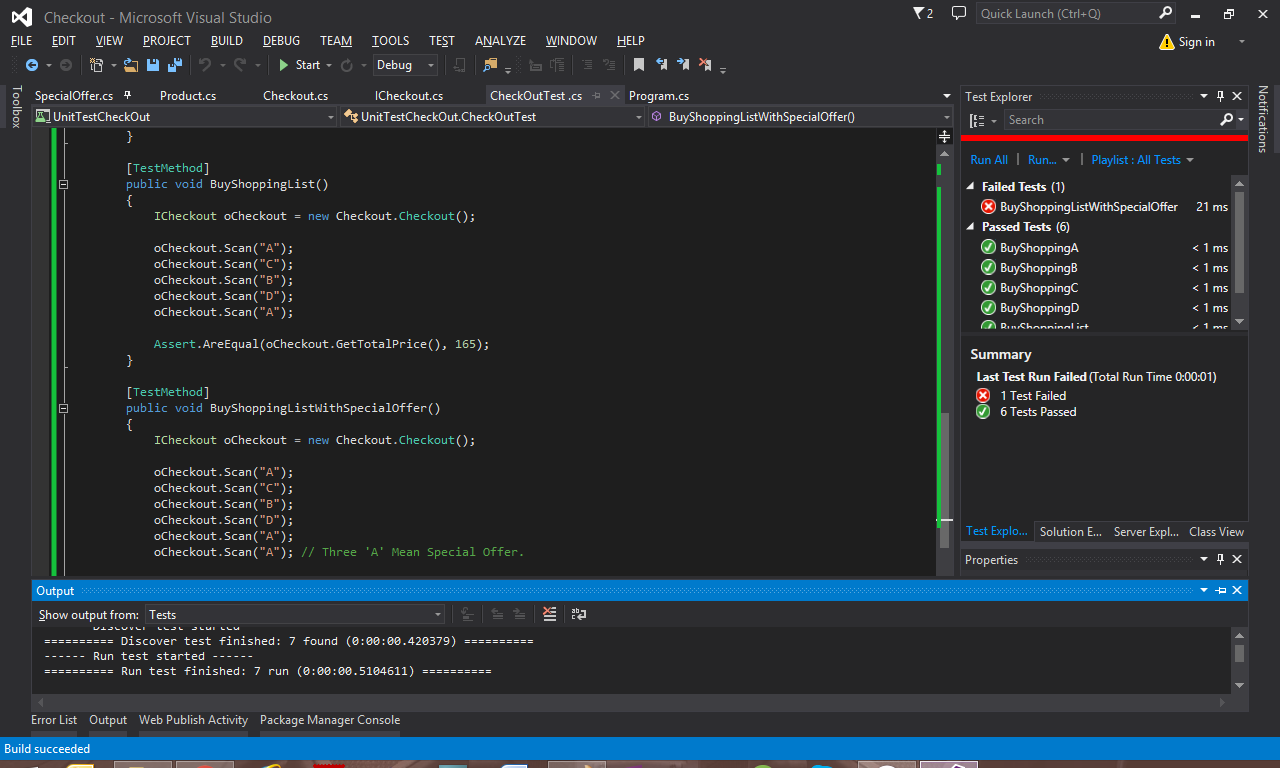 Checkout - Microsoft Visual Studio
2
Quick Launch (Ctrl+Q)
FILE EDIT VIEW PROJECT BUILD DEBUG TEAM TOOLS TEST ANALYZE WINDOW HELP
Sign in
Start Debug
Toolbox
SpecialOffer.cs Product.cs Checkout.cs ICheckout.cs CheckOutTest .cs Program.cs
UnitTestCheckOut UnitTestCheckOut.CheckOutTest BuyShoppingListWithSpecialOffer()
}
[TestMethod]
public void BuyShoppingList()
{
ICheckout oCheckout = new Checkout.Checkout();
oCheckout.Scan("A");
oCheckout.Scan("C");
oCheckout.Scan("B");
oCheckout.Scan("D");
oCheckout.Scan("A");
Assert.AreEqual(oCheckout.GetTotalPrice(), 165);
}
[TestMethod]
public void BuyShoppingListWithSpecialOffer()
{
ICheckout oCheckout = new Checkout.Checkout();
oCheckout.Scan("A");
oCheckout.Scan("C");
oCheckout.Scan("B");
oCheckout.Scan("D");
oCheckout.Scan("A");
oCheckout.Scan("A"); // Three 'A' Mean Special Offer.
Test Explorer
Search
Run All Run... Playlist : All Tests
Failed Tests (1)
BuyShoppingListWithSpecialOffer 21 ms
Passed Tests (6)
BuyShoppingA < 1 ms
BuyShoppingB < 1 ms
BuyShoppingC < 1 ms
BuyShoppingD < 1 ms
BuyShoppingList < 1 ms
Summary
Last Test Run Failed (Total Run Time 0:00:01)
1 Test Failed
6 Tests Passed
Test Explo... Solution E... Server Expl... Class View
Properties
Notifications
Output
Show output from: Tests
Discover test started
========== Discover test finished: 7 found (0:00:00.420379) ==========
------ Run test started ------
========== Run test finished: 7 run (0:00:00.5104611) ==========
Error List Output Web Publish Activity Package Manager Console
Build succeeded